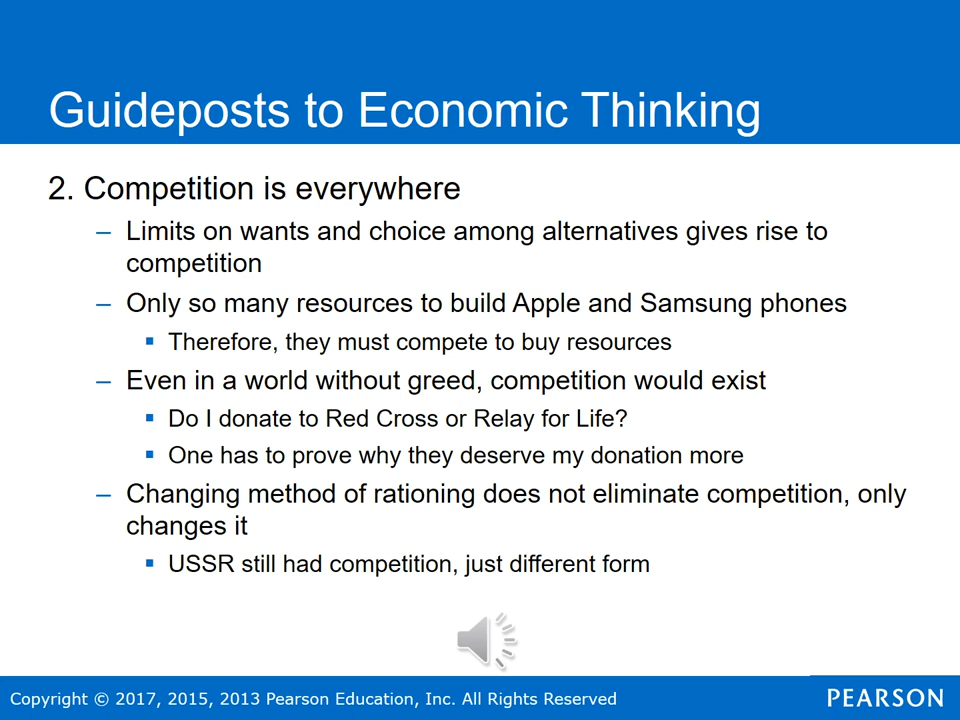 Guideposts to Economic Thinking
2. Competition is everywhere
– Limits on wants and choice among alternatives gives rise to
competition
– Only so many resources to build Apple and Samsung phones
▪ Therefore, they must compete to buy resources
– Even in a world without greed, competition would exist
▪ Do I donate to Red Cross or Relay for Life?
▪ One has to prove why they deserve my donation more
– Changing method of rationing does not eliminate competition, only
changes it
▪ USSR still had competition, just different form
Copyright © 2017, 2015, 2013 Pearson Education, Inc. All Rights Reserved
PEARSON